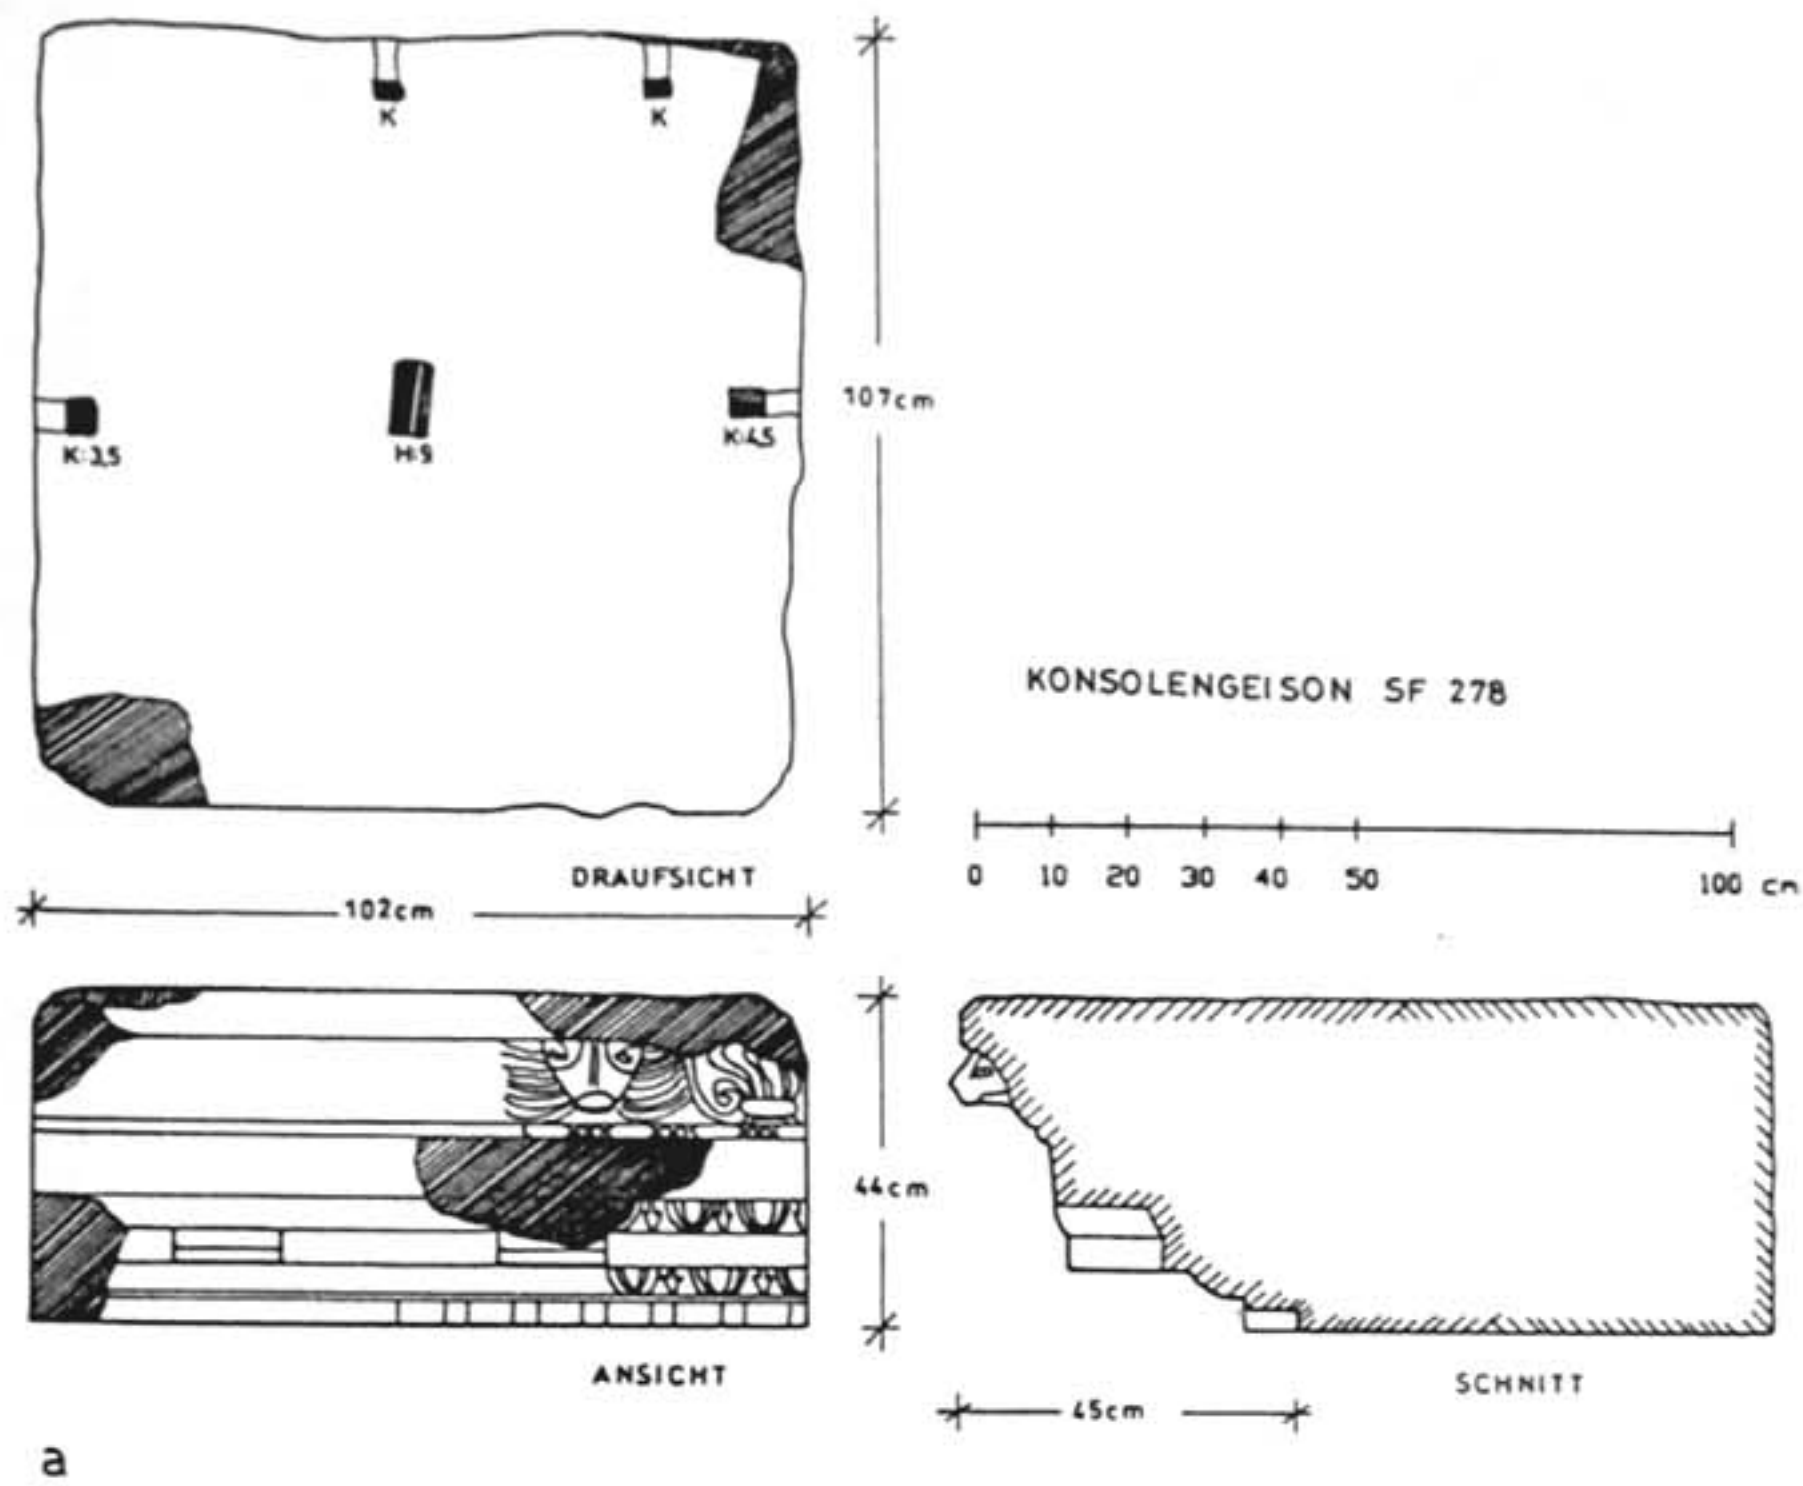 K K
107cm
K:3,5 H:9 K:4,5
KONSOLENGEISON SF 278
0 10 20 30 40 50 100 cm
DRAUFSICHT
102cm
44cm
ANSICHT
SCHNITT
45cm
a